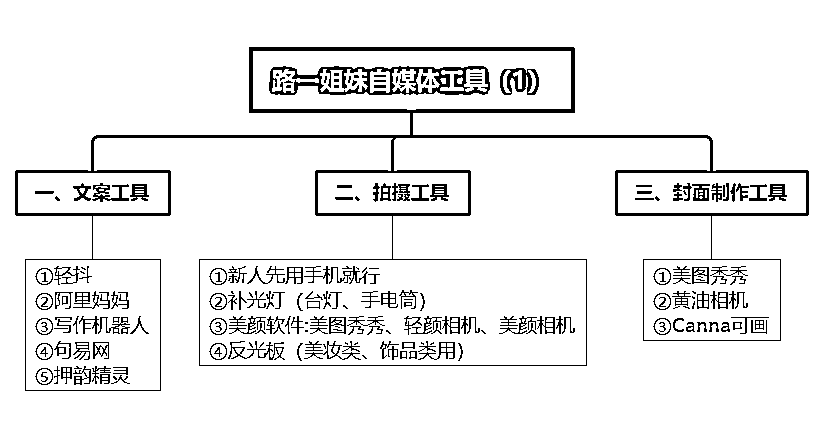 路一姐妹自媒体工具（1）
一、文案工具
①轻抖
②阿里妈妈
③写作机器人
④句易网
⑤押韵精灵
二、拍摄工具
①新人先用手机就行
②补光灯（台灯、手电筒）
③美颜软件:美图秀秀、轻颜相机、美颜相机
④反光板（美妆类、饰品类用）
三、封面制作工具
①美图秀秀
②黄油相机
③Canna可画